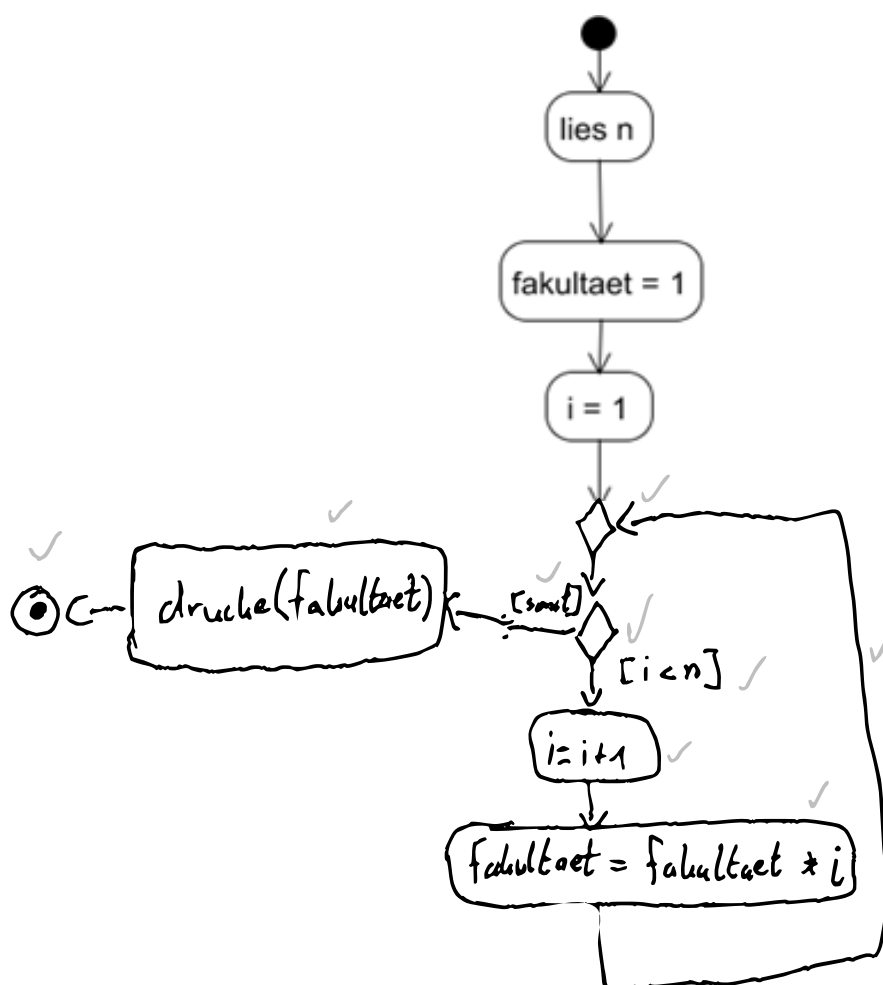 lies n
fakultaet = 1
i = 1
[sonst]
drucke(fakultaet)
[i < n]
i = i + 1
fakultaet = fakultaet * i